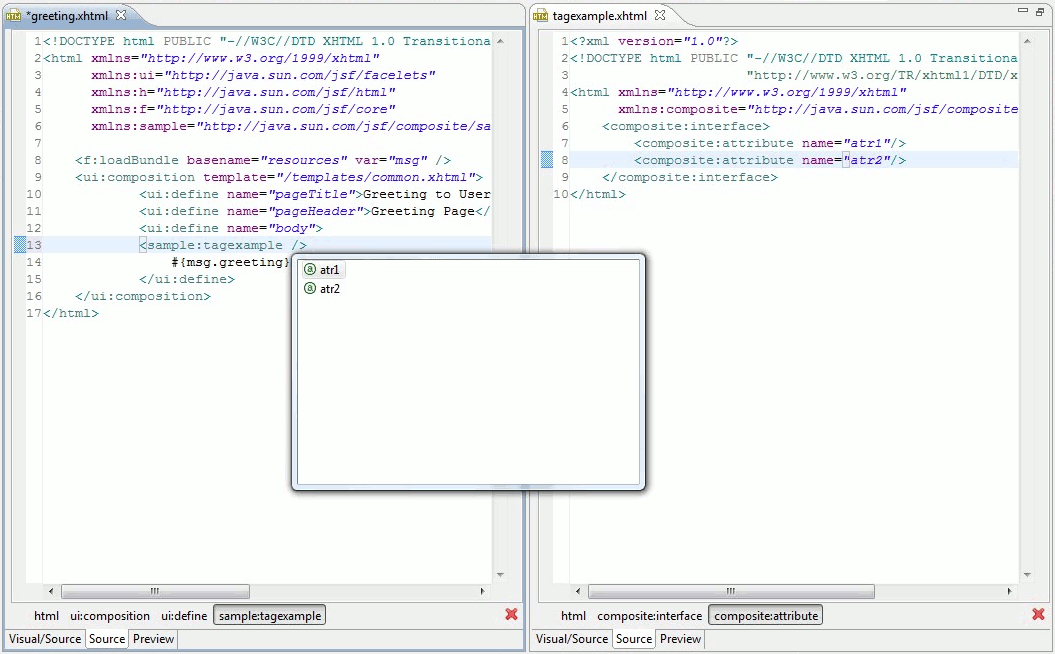 *greeting.xhtml
1<!DOCTYPE html PUBLIC "-//W3C//DTD XHTML 1.0 Transitiona
2<html xmlns="http://www.w3.org/1999/xhtml"
3 xmlns:ui="http://java.sun.com/jsf/facelets"
4 xmlns:h="http://java.sun.com/jsf/html"
5 xmlns:f="http://java.sun.com/jsf/core"
6 xmlns:sample="http://java.sun.com/jsf/composite/sa
7
8 <f:loadBundle basename="resources" var="msg" />
9 <ui:composition template="/templates/common.xhtml">
10 <ui:define name="pageTitle">Greeting to User
11 <ui:define name="pageHeader">Greeting Page</
12 <ui:define name="body">
13 <sample:tagexample />
14 #{msg.greeting}
15 </ui:define>
16 </ui:composition>
17</html>
atr1
atr2
html ui:composition ui:define sample:tagexample
Visual/Source Source Preview
tagexample.xhtml
1<?xml version="1.0"?>
2<!DOCTYPE html PUBLIC "-//W3C//DTD XHTML 1.0 Transitiona
3 "http://www.w3.org/TR/xhtml1/DTD/x
4<html xmlns="http://www.w3.org/1999/xhtml"
5 xmlns:composite="http://java.sun.com/jsf/composite
6 <composite:interface>
7 <composite:attribute name="atr1"/>
8 <composite:attribute name="atr2"/>
9 </composite:interface>
10</html>
html composite:interface composite:attribute
Visual/Source Source Preview